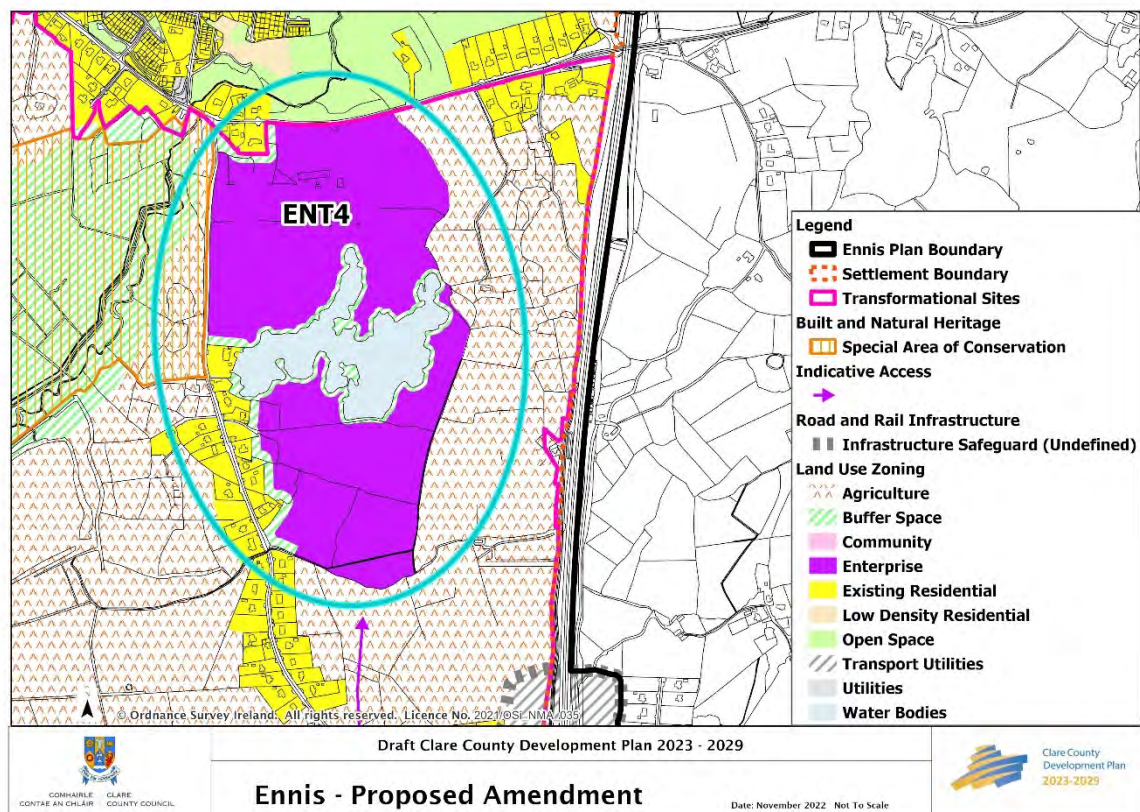 ENT4
Legend
Ennis Plan Boundary
Settlement Boundary
Transformational Sites
Built and Natural Heritage
Special Area of Conservation
Indicative Access
Road and Rail Infrastructure
Infrastructure Safeguard (Undefined)
Land Use Zoning
Agriculture
Buffer Space
Community
Enterprise
Existing Residential
Low Density Residential
Open Space
Transport Utilities
Utilities
Water Bodies
© Ordnance Survey Ireland. All rights reserved. Licence No. 2021/OSi_NMA_035
COMHAIRLE
CONTAE AN CHLÁIR
CLARE
COUNTY COUNCIL
Draft Clare County Development Plan 2023 - 2029
Ennis - Proposed Amendment
Date: November 2022 Not To Scale
Clare County
Development Plan
2023-2029